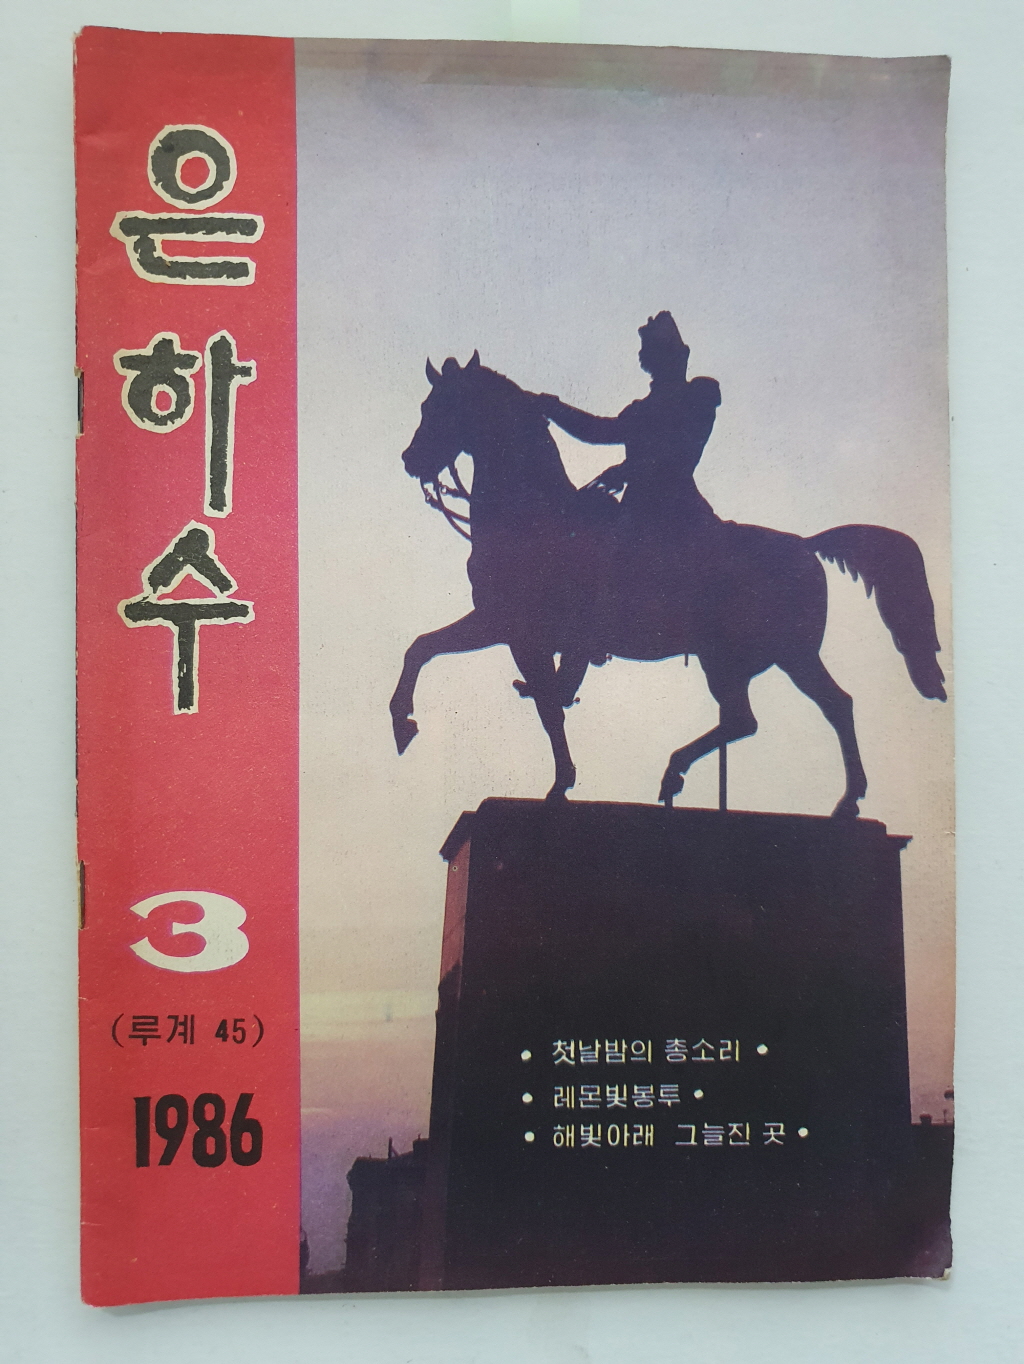 은하수
3
(루계 45)
1986
• 첫날밤의 총소리 •
• 레몬빛봉투 •
• 해빛아래 그늘진 곳 •